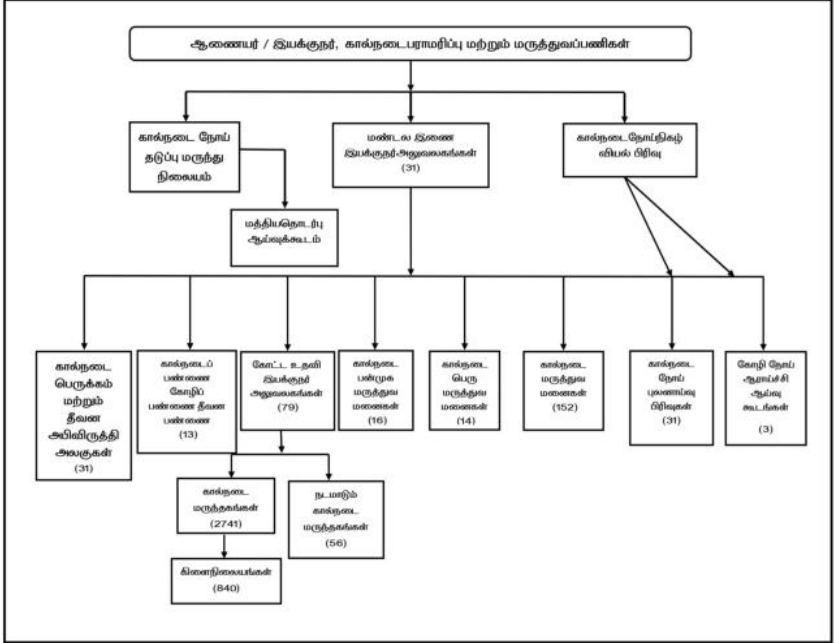 ஆணையர் / இயக்குநர், கால்நடைபராமரிப்பு மற்றும் மருத்துவப்பணிகள்
கால்நடை நோய்
தடுப்பு மருந்து
நிலையம்
மண்டல இணை
இயக்குநர்அலுவலகங்கள்
(31)
கால்நடைநோய்நிகழ்
வியல் பிரிவு
மத்தியதொடர்பு
ஆய்வுக்கூடம்
கால்நடை
பெருக்கம்
மற்றும்
தீவன
அபிவிருத்தி
அலகுகள்
(31)
கால்நடைப்
பண்ணை
கோழிப்
பண்ணை தீவன
பண்ணை
(13)
கோட்ட உதவி
இயக்குநர்
அலுவலகங்கள்
(79)
கால்நடை
பன்முக
மருத்துவ
மனைகள்
(16)
கால்நடை
பெரு
மருத்துவ
மனைகள்
(14)
கால்நடை
மருத்துவ
மனைகள்
(152)
கால்நடை
நோய்
புலனாய்வு
பிரிவுகள்
(31)
கோழி நோய்
ஆராய்ச்சி
ஆய்வு
கூடங்கள்
(3)
கால்நடை
மருந்தகங்கள்
(2741)
நடமாடும்
கால்நடை
மருந்தகங்கள்
(56)
கிளைநிலையங்கள்
(840)